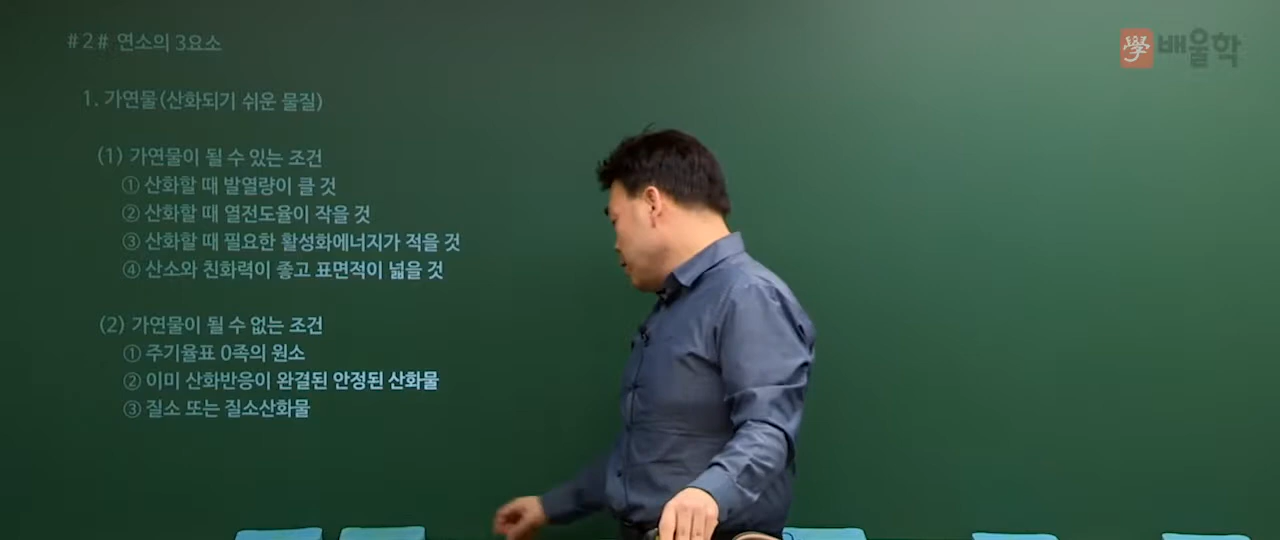 #2# 연소의 3요소
學 배울학
1. 가연물(산화되기 쉬운 물질)
(1) 가연물이 될 수 있는 조건
① 산화할 때 발열량이 클 것
② 산화할 때 열전도율이 작을 것
③ 산화할 때 필요한 활성화에너지가 적을 것
④ 산소와 친화력이 좋고 표면적이 넓을 것
(2) 가연물이 될 수 없는 조건
① 주기율표 0족의 원소
② 이미 산화반응이 완결된 안정된 산화물
③ 질소 또는 질소산화물